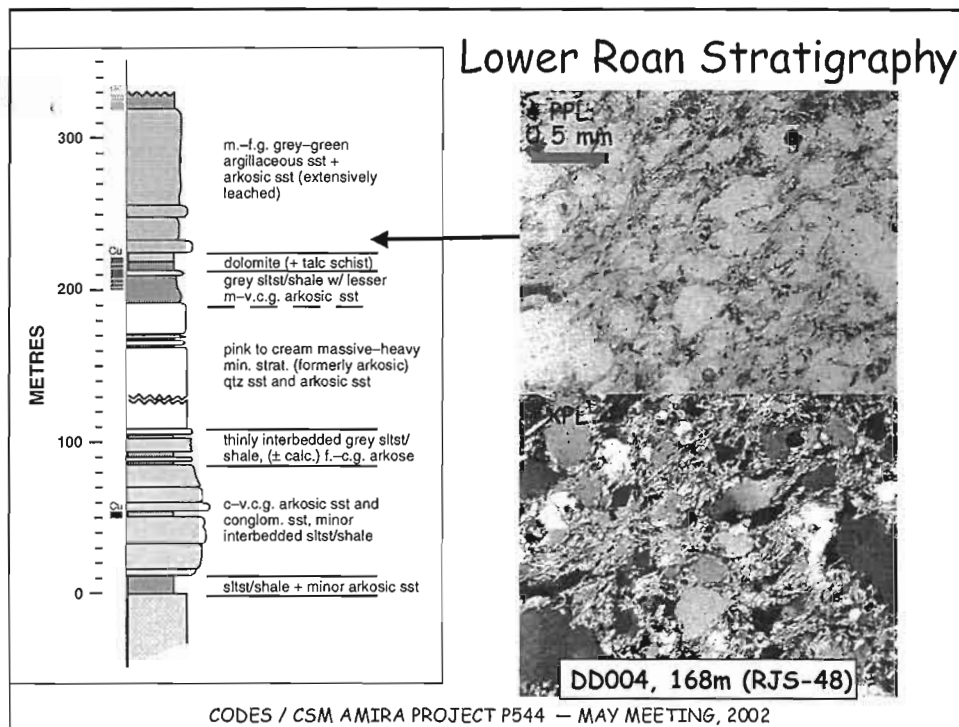 Lower Roan Stratigraphy
300
200
100
0
METRES
Cu
Cu
m.–f.g. grey–green
argillaceous sst +
arkosic sst (extensively
leached)
dolomite (+ talc schist)
grey sltst/shale w/ lesser
m–v.c.g. arkosic sst
pink to cream massive–heavy
min. strat. (formerly arkosic)
qtz sst and arkosic sst
thinly interbedded grey sltst/
shale, (± calc.) f.–c.g. arkose
c–v.c.g. arkosic sst and
conglom. sst, minor
interbedded sltst/shale
sltst/shale + minor arkosic sst
PPL
0.5 mm
XPL
DD004, 168m (RJS-48)
CODES / CSM AMIRA PROJECT P544 – MAY MEETING, 2002